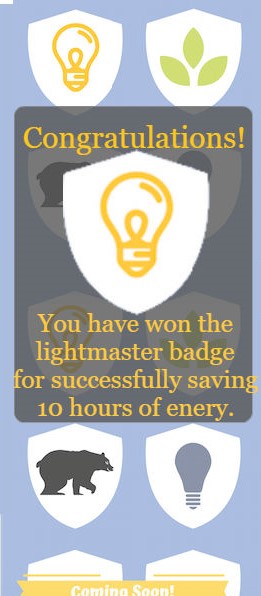 Congratulations!
You have won the
lightmaster badge
for successfully saving
10 hours of enery.
Coming Soon!